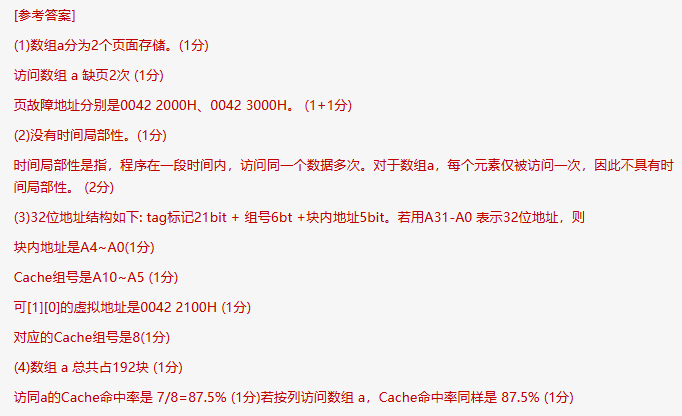 [参考答案]
(1)数组a分为2个页面存储。(1分)
访问数组 a 缺页2次 (1分)
页故障地址分别是0042 2000H、0042 3000H。 (1+1分)
(2)没有时间局部性。(1分)
时间局部性是指，程序在一段时间内，访问同一个数据多次。对于数组a，每个元素仅被访问一次，因此不具有时
间局部性。 (2分)
(3)32位地址结构如下: tag标记21bit + 组号6bt +块内地址5bit。若用A31-A0 表示32位地址，则
块内地址是A4~A0(1分)
Cache组号是A10~A5 (1分)
可[1][0]的虚拟地址是0042 2100H (1分)
对应的Cache组号是8(1分)
(4)数组 a 总共占192块 (1分)
访同a的Cache命中率是 7/8=87.5% (1分)若按列访问数组 a，Cache命中率同样是 87.5% (1分)